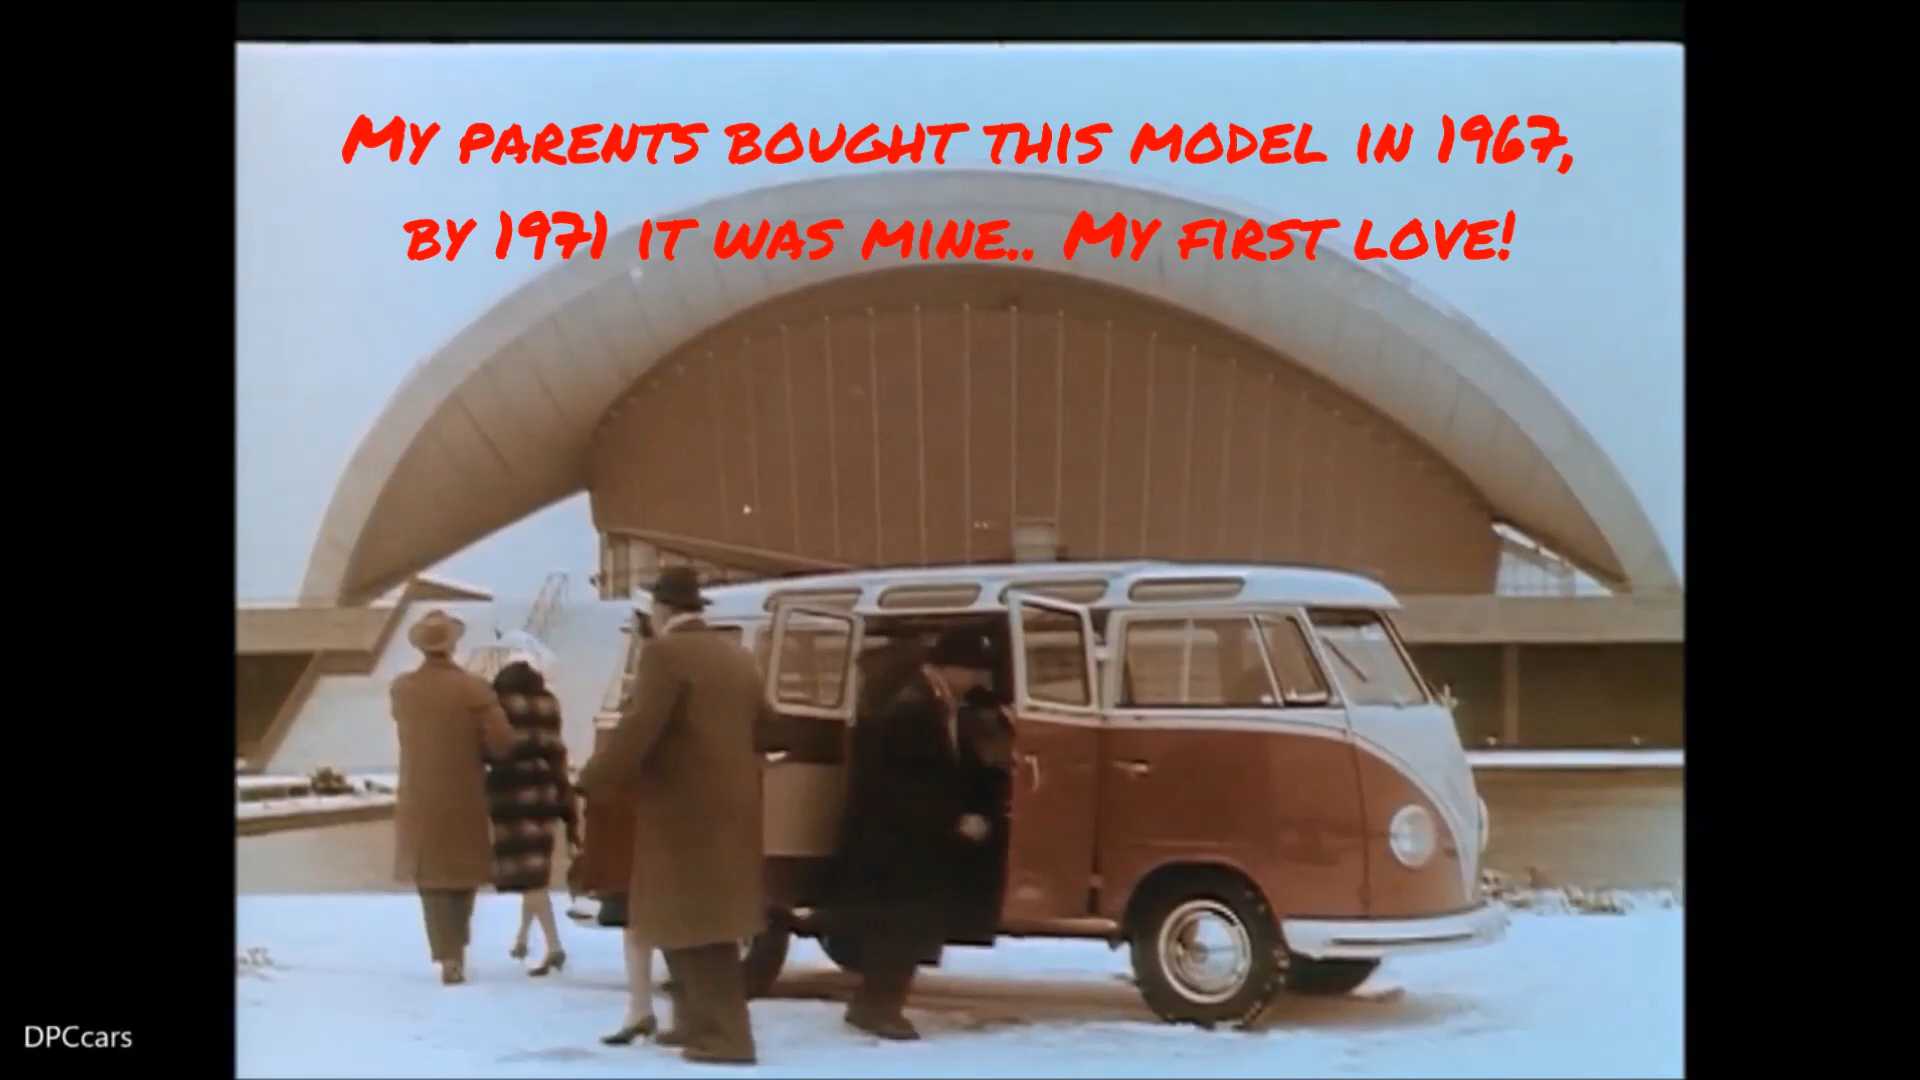 My parents bought this model in 1967,
by 1971 it was mine.. My first love!
DPCcars